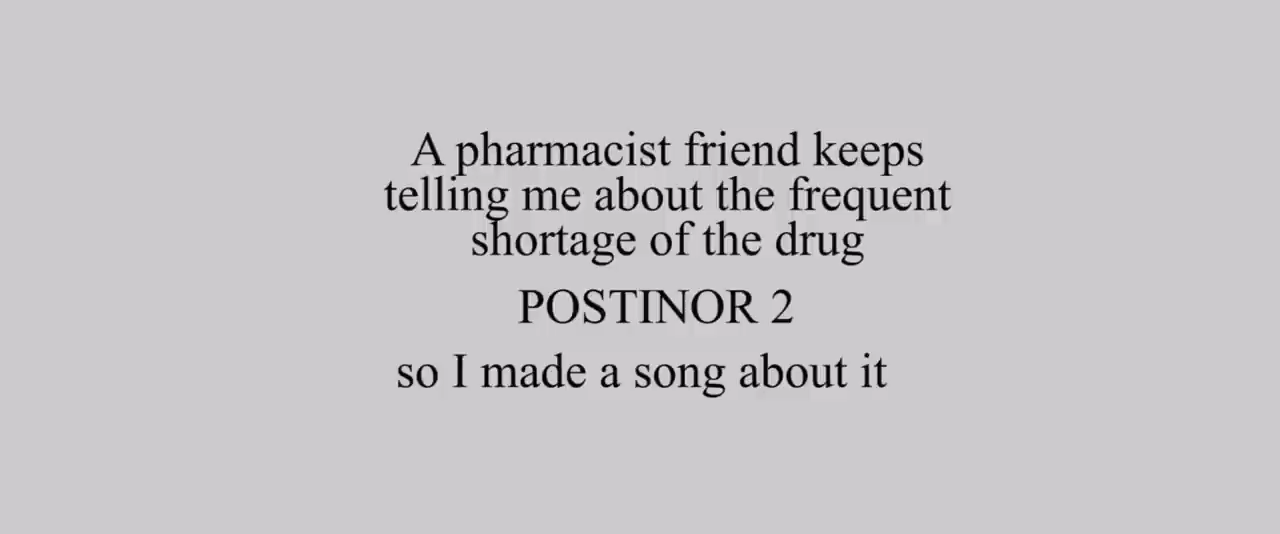 A pharmacist friend keeps
telling me about the frequent
shortage of the drug
POSTINOR 2
so I made a song about it